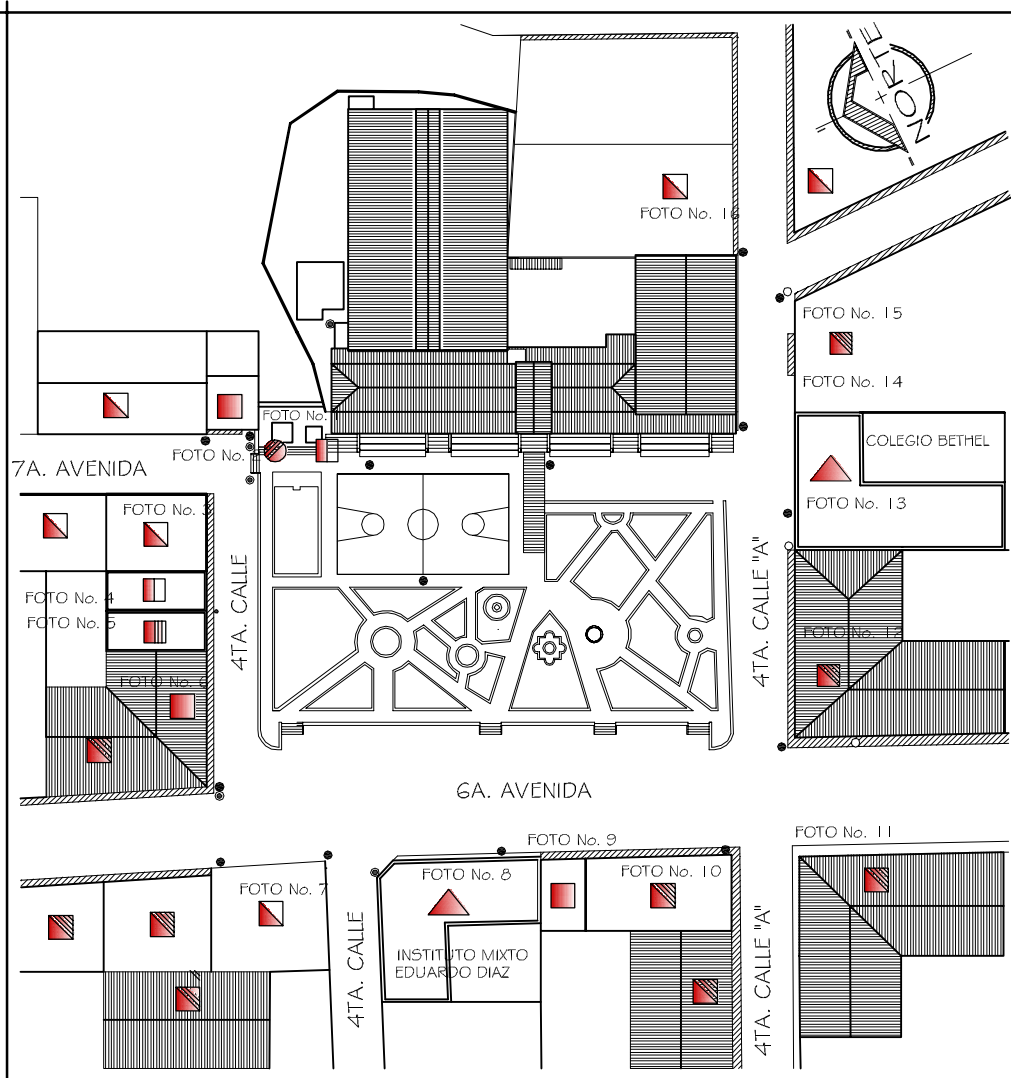 NORTE
FOTO No. 16
FOTO No. 15
FOTO No. 14
FOTO No.
COLEGIO BETHEL
FOTO No.
7A. AVENIDA
FOTO No. 13
FOTO No. 3
4TA. CALLE
4TA. CALLE "A"
FOTO No. 4
FOTO No. 5
FOTO No. 12
FOTO No. 6
6A. AVENIDA
FOTO No. 9
FOTO No. 11
FOTO No. 8
FOTO No. 10
FOTO No. 7
4TA. CALLE
4TA. CALLE "A"
INSTITUTO MIXTO
EDUARDO DIAZ